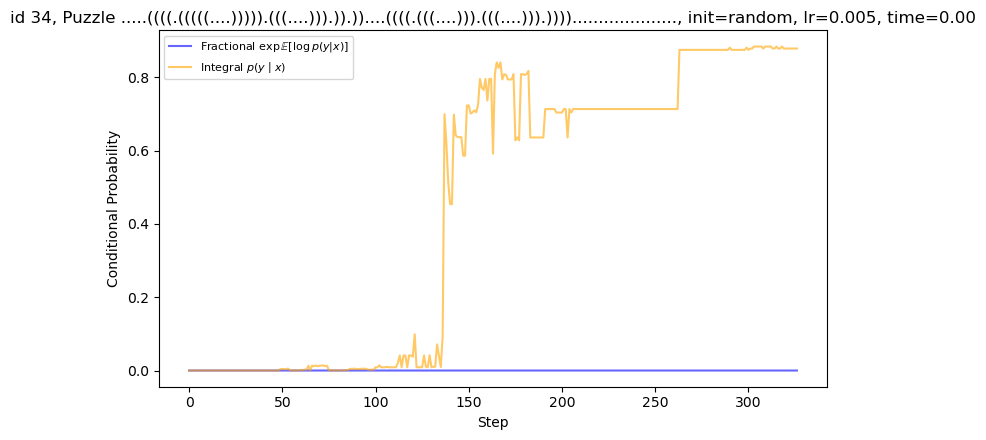 id 34, Puzzle .....((((.(((((....))))).(((....))).)).))....((((.(((....))).(((....))).))))....................., init=random, lr=0.005, time=0.00
Fractional exp𝔼[log p(y|x)]
Integral p(y | x)
Conditional Probability
0.8
0.6
0.4
0.2
0.0
0
50
100
150
200
250
300
Step